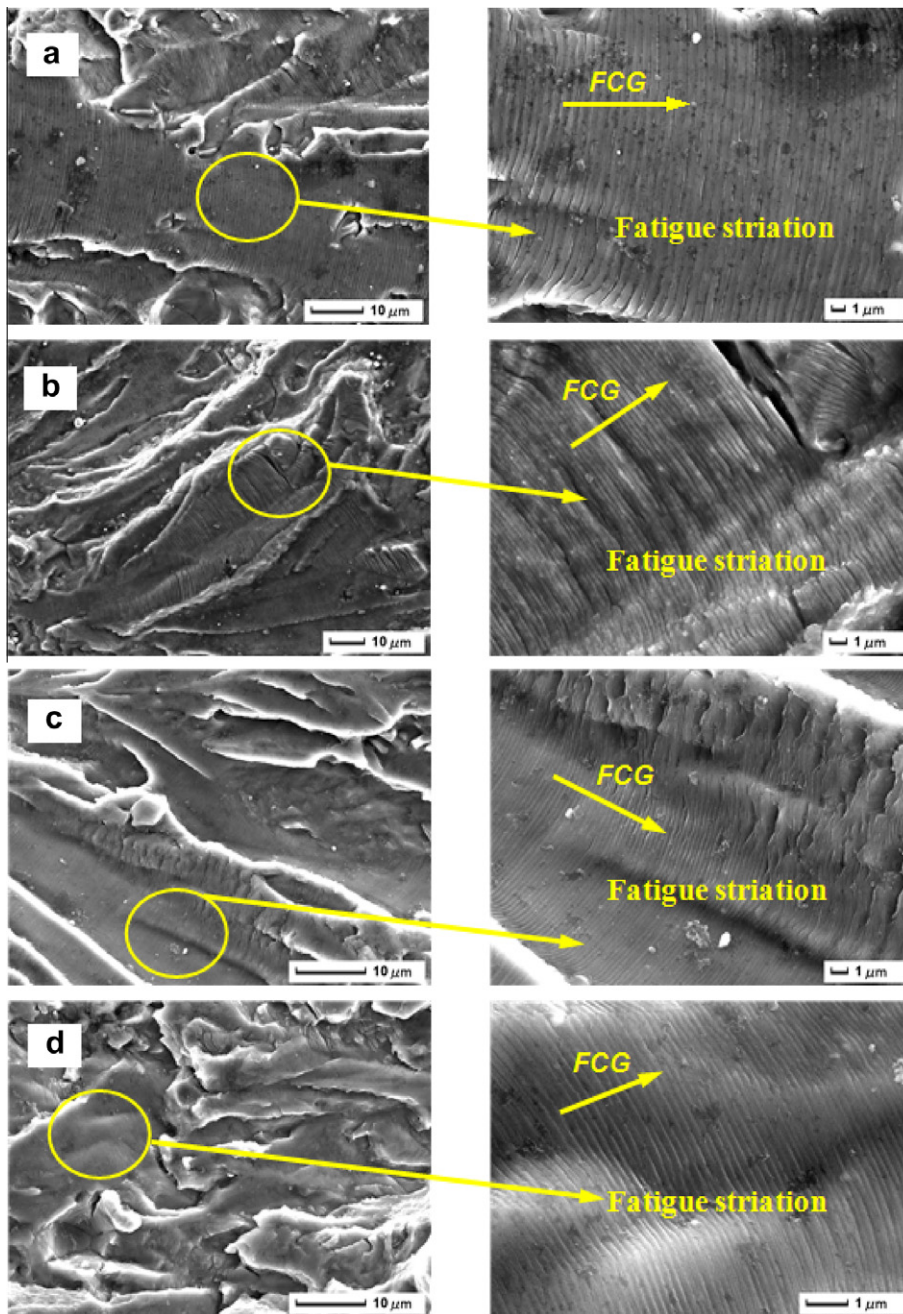 a
FCG
Fatigue striation
10 μm
1 μm
b
FCG
Fatigue striation
10 μm
1 μm
c
FCG
Fatigue striation
10 μm
1 μm
d
FCG
Fatigue striation
10 μm
1 μm